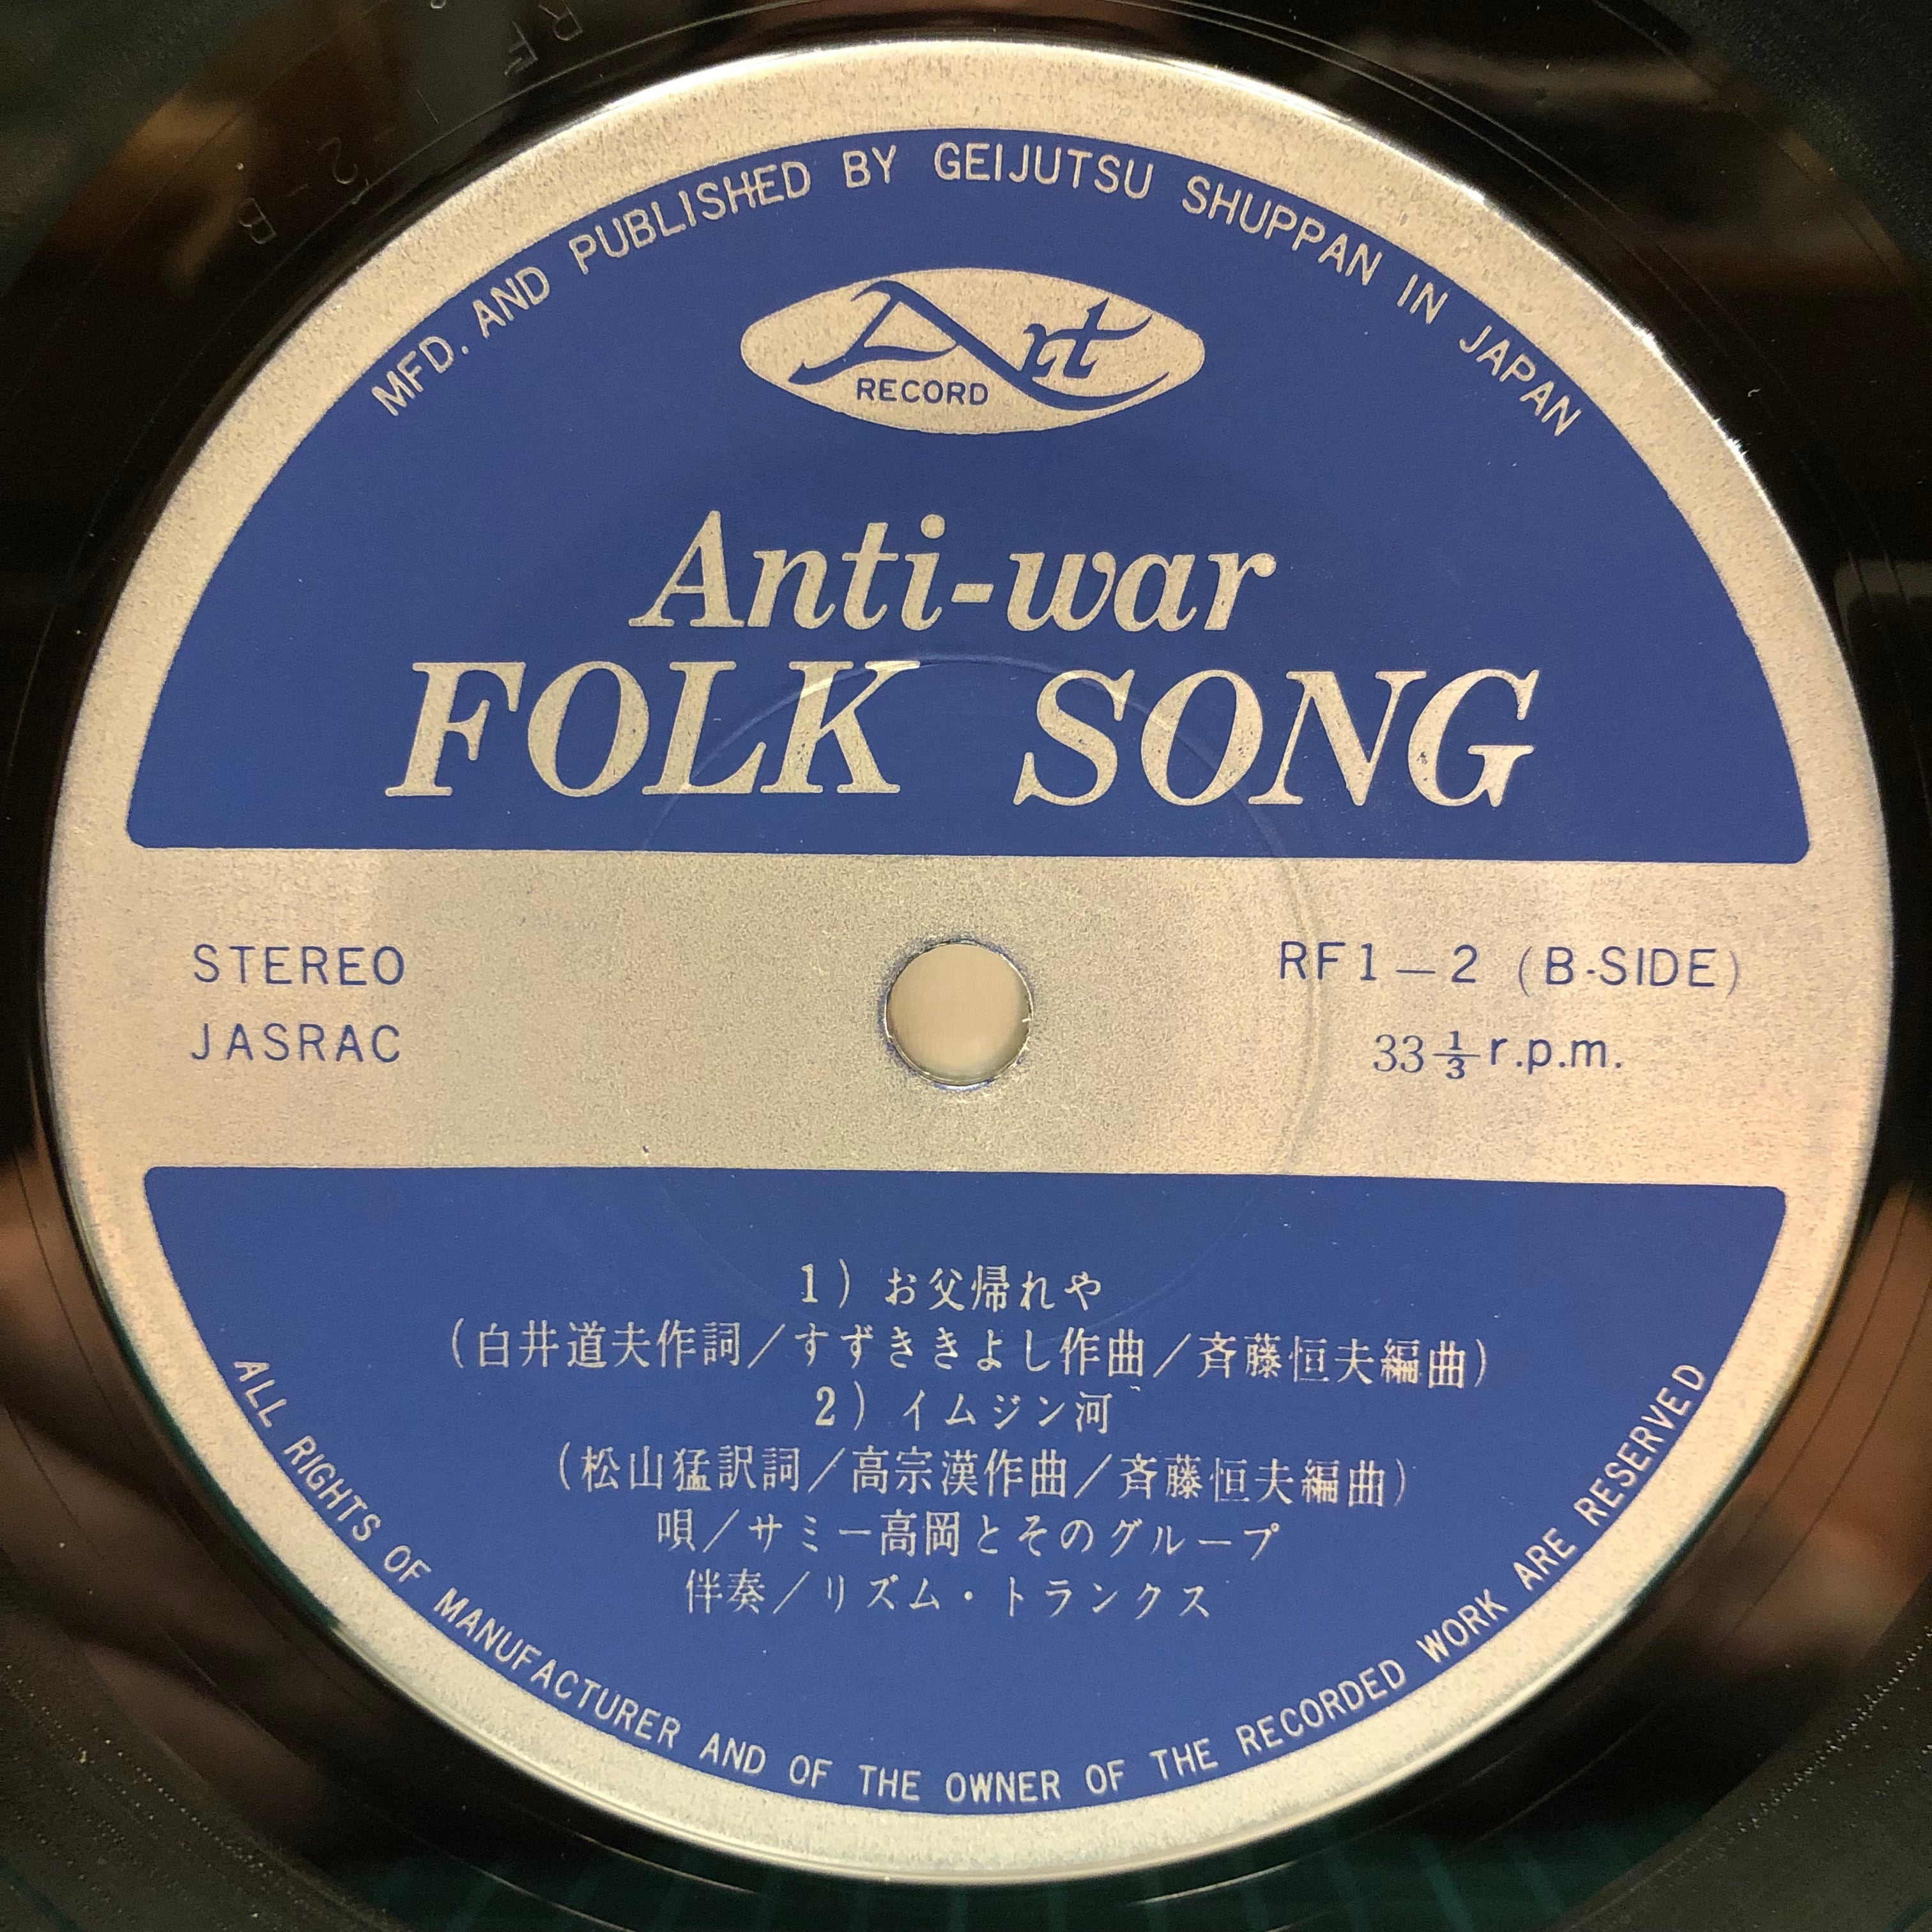 MFD. AND PUBLISHED BY GEIJUTSU SHUPPAN IN JAPAN
Art
RECORD
Anti-war
FOLK SONG
STEREO
JASRAC
RF1-2 (B-SIDE)
33 1/3 r.p.m.
1) お父帰れや
(白井道夫作詞/すずききよし作曲/斉藤恒夫編曲)
2) イムジン河
(松山猛訳詞/高宗漢作曲/斉藤恒夫編曲)
唄/サミー高岡とそのグループ
伴奏/リズム・トランクス
ALL RIGHTS OF MANUFACTURER AND OF THE OWNER OF THE RECORDED WORK ARE RESERVED